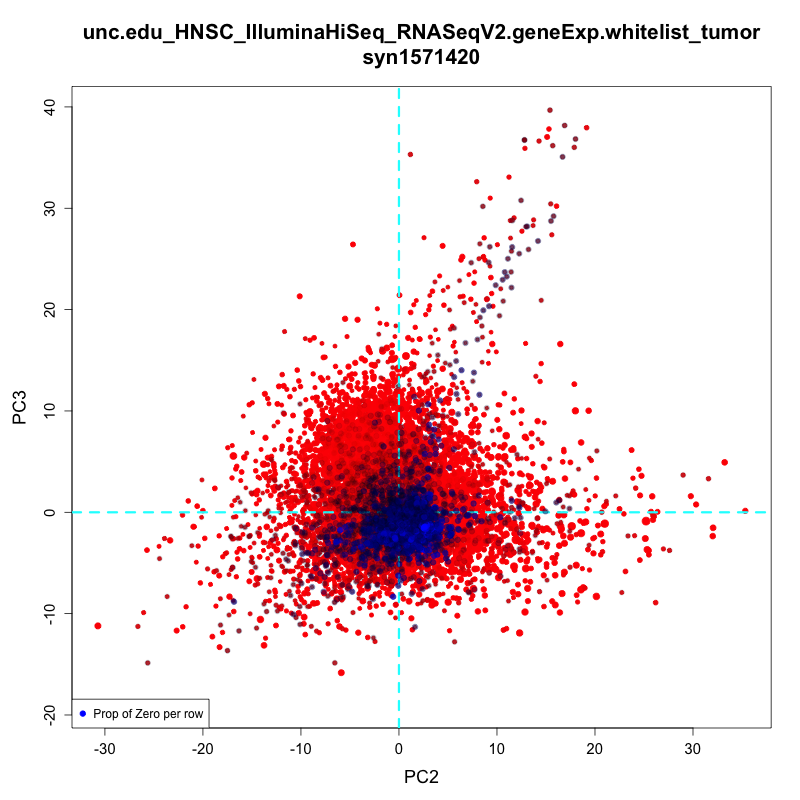 unc.edu_HNSC_IlluminaHiSeq_RNASeqV2.geneExp.whitelist_tumor
syn1571420
PC3
40
30
20
10
0
-10
-20
Prop of Zero per row
-30
-20
-10
0
10
20
30
PC2